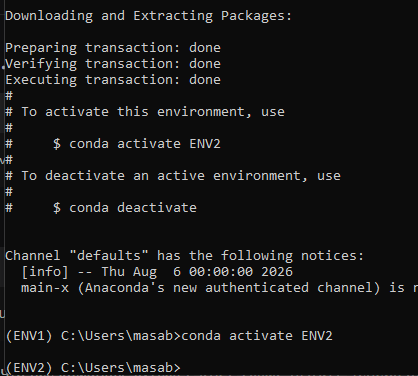 Downloading and Extracting Packages:
Preparing transaction: done
Verifying transaction: done
Executing transaction: done
#
# To activate this environment, use
#
#     $ conda activate ENV2
#
# To deactivate an active environment, use
#
#     $ conda deactivate
Channel "defaults" has the following notices:
  [info] -- Thu Aug  6 00:00:00 2026
  main-x (Anaconda's new authenticated channel) is
(ENV1) C:\Users\masab>conda activate ENV2
(ENV2) C:\Users\masab>